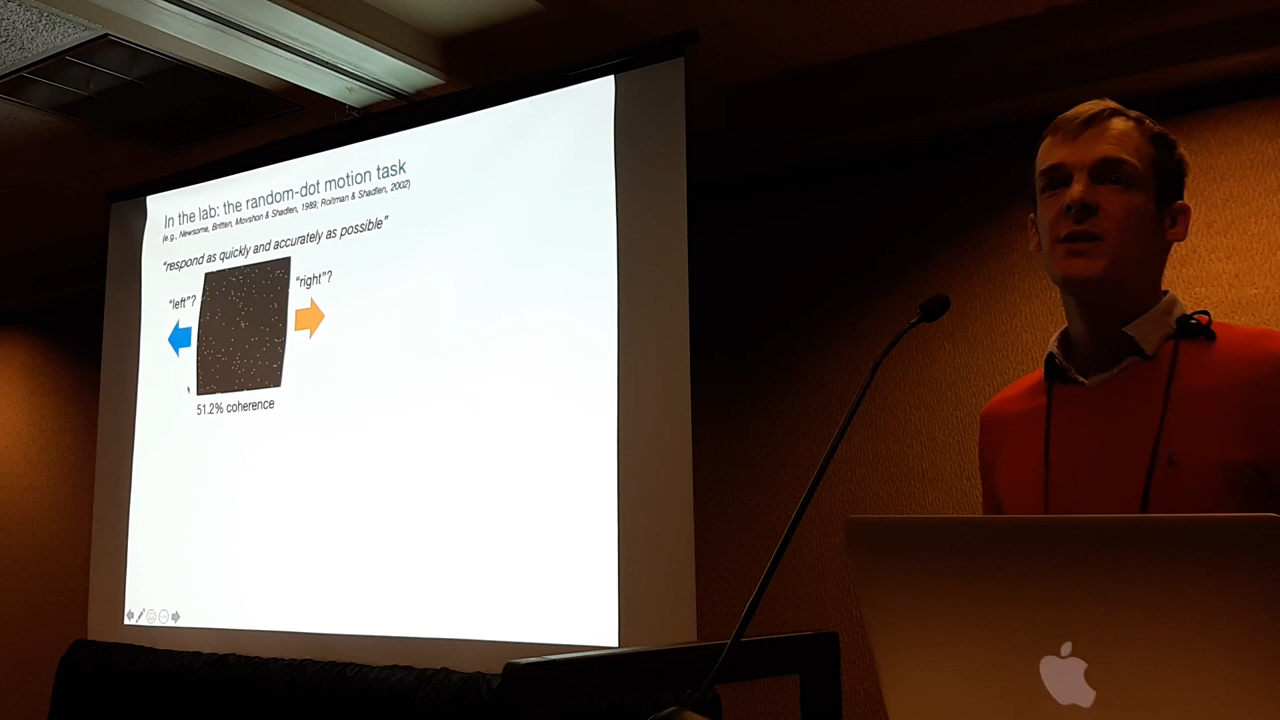 In the lab: the random-dot motion task
(e.g., Newsome, Britten, Movshon & Shadlen, 1989; Roitman & Shadlen, 2002)
“respond as quickly and accurately as possible”
“left”?
“right”?
51.2% coherence